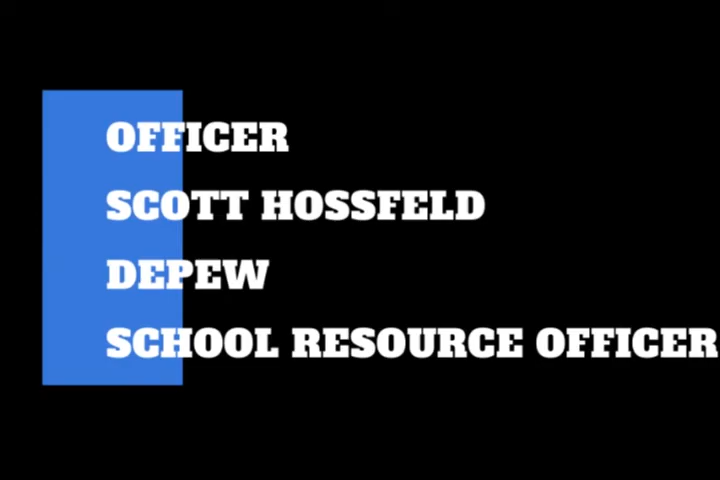 OFFICER
SCOTT HOSSFELD
DEPEW
SCHOOL RESOURCE OFFICER